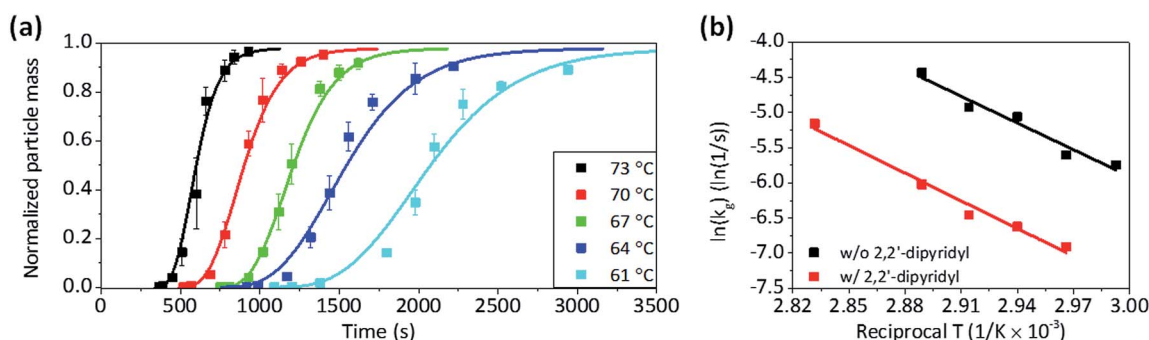 (a)
Normalized particle mass
1.0
0.8
0.6
0.4
0.2
0.0
0 500 1000 1500 2000 2500 3000 3500
Time (s)
73 °C
70 °C
67 °C
64 °C
61 °C
(b)
ln(kg) (ln(1/s))
-4.0
-4.5
-5.0
-5.5
-6.0
-6.5
-7.0
-7.5
w/o 2,2'-dipyridyl
w/ 2,2'-dipyridyl
2.82 2.85 2.88 2.91 2.94 2.97 3.00
Reciprocal T (1/K × 10⁻³)